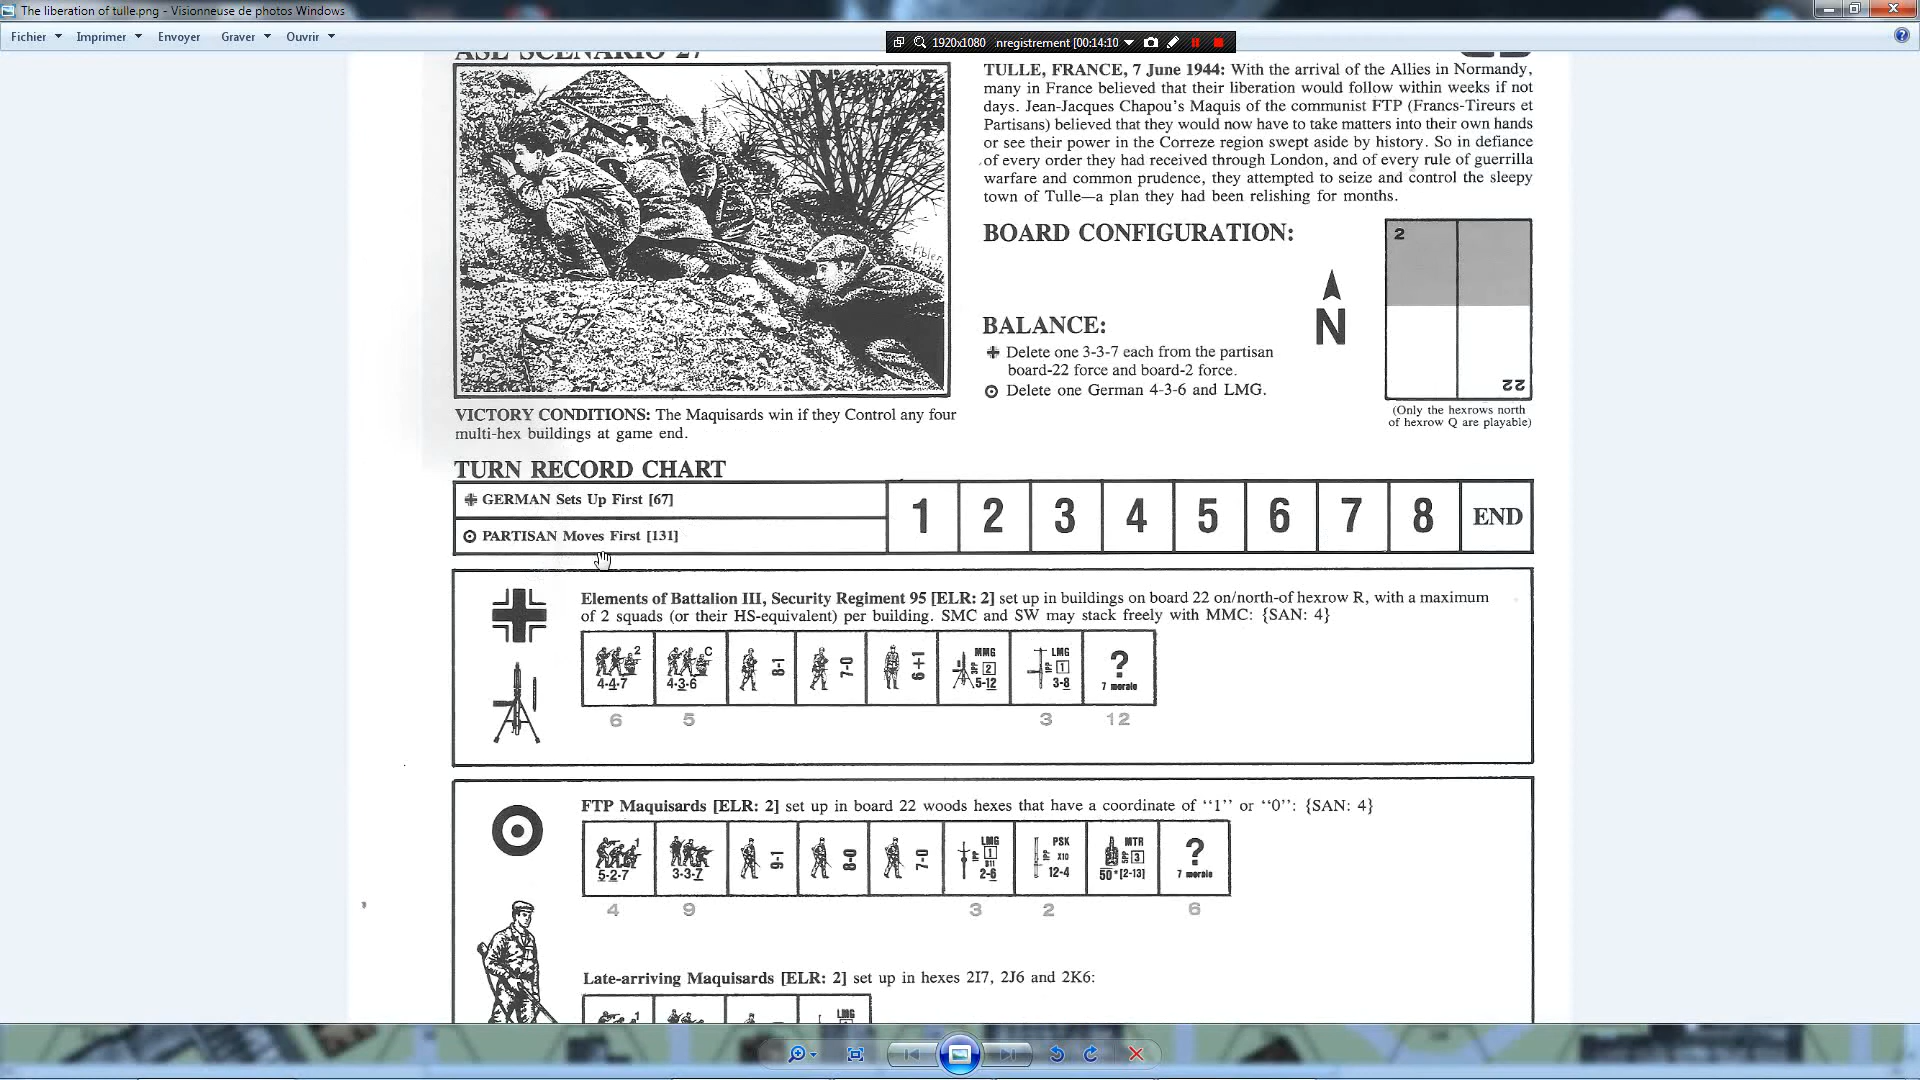 The liberation of tulle.png - Visionneuse de photos Windows
Fichier Imprimer Envoyer Graver Ouvrir
1920x1080 nregistrement [00:14:10]
ASL SCENARIO 27
TULLE, FRANCE, 7 June 1944: With the arrival of the Allies in Normandy,
many in France believed that their liberation would follow within weeks if not
days. Jean-Jacques Chapou's Maquis of the communist FTP (Francs-Tireurs et
Partisans) believed that they would now have to take matters into their own hands
or see their power in the Correze region swept aside by history. So in defiance
of every order they had received through London, and of every rule of guerrilla
warfare and common prudence, they attempted to seize and control the sleepy
town of Tulle—a plan they had been relishing for months.
BOARD CONFIGURATION:
2
N
22
(Only the hexrows north
of hexrow Q are playable)
BALANCE:
Delete one 3-3-7 each from the partisan
board-22 force and board-2 force.
Delete one German 4-3-6 and LMG.
VICTORY CONDITIONS: The Maquisards win if they Control any four
multi-hex buildings at game end.
TURN RECORD CHART
GERMAN Sets Up First [67]
PARTISAN Moves First [131]
1 2 3 4 5 6 7 8 END
Elements of Battalion III, Security Regiment 95 [ELR: 2] set up in buildings on board 22 on/north-of hexrow R, with a maximum
of 2 squads (or their HS-equivalent) per building. SMC and SW may stack freely with MMC: {SAN: 4}
2 C MMG LMG ?
8-1 7-0 6+1 3PP 2 1PP 1
4-4-7 4-3-6 5-12 3-8 7 morale
6 5 3 12
FTP Maquisards [ELR: 2] set up in board 22 woods hexes that have a coordinate of "1" or "0": {SAN: 4}
1 LMG PSK MTR ?
9-1 8-0 7-0 1PP 1 B11 1PP X10 5PP 3
5-2-7 3-3-7 2-6 12-4 50* [2-13] 7 morale
4 9 3 2 6
Late-arriving Maquisards [ELR: 2] set up in hexes 2I7, 2J6 and 2K6:
1 LMG